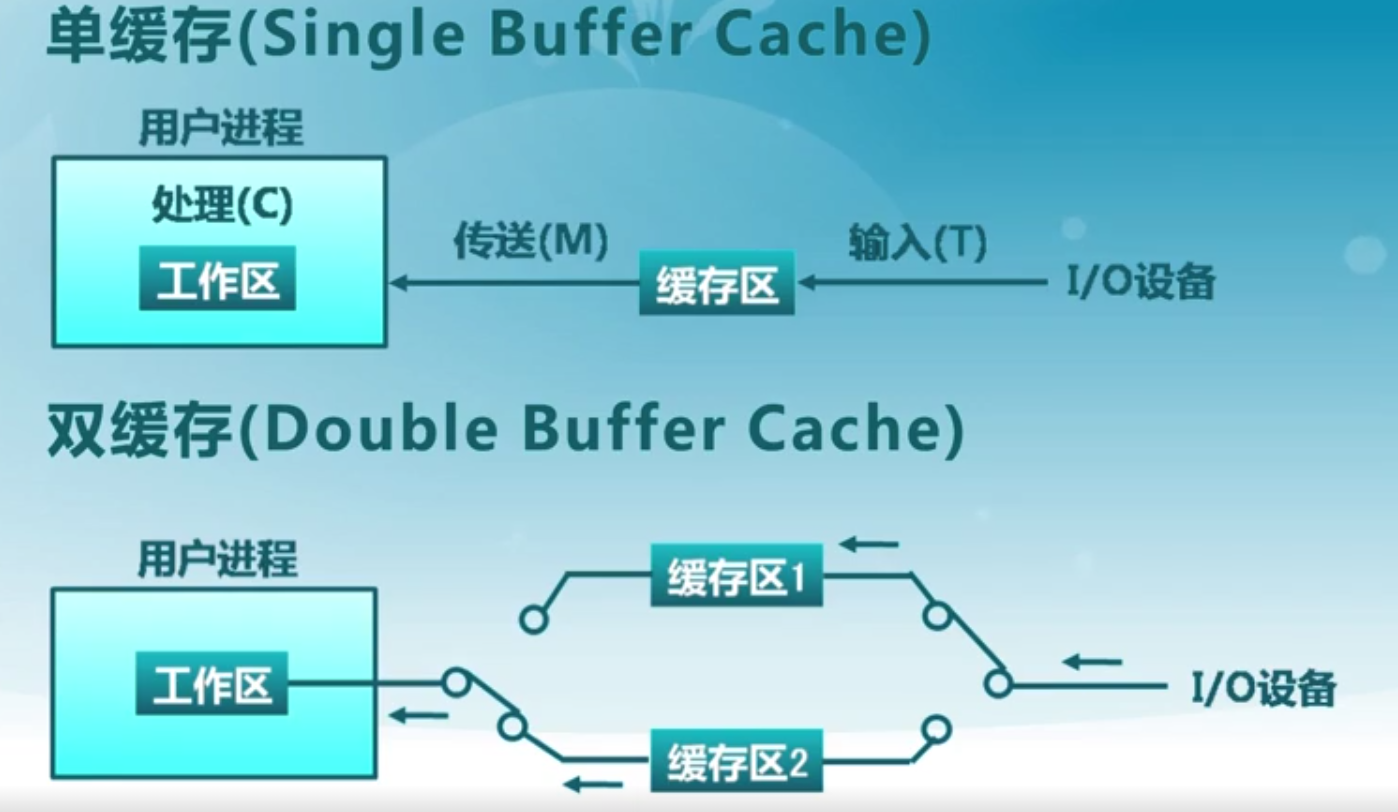 单缓存(Single Buffer Cache)
用户进程
处理(C)
工作区
传送(M)
缓存区
输入(T)
I/O设备
双缓存(Double Buffer Cache)
用户进程
工作区
缓存区1
缓存区2
I/O设备